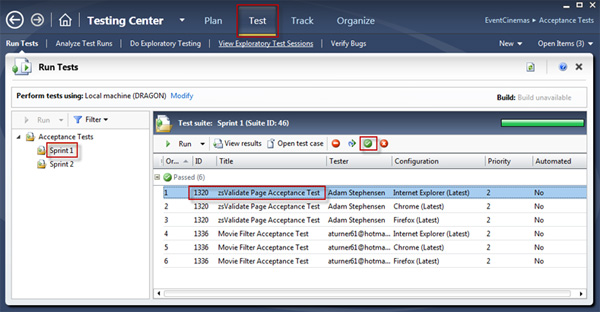 Testing Center Plan Test Track Organize EventCinemas ▸ Acceptance Tests
Run Tests Analyze Test Runs Do Exploratory Testing View Exploratory Test Sessions Verify Bugs New Open Items (3)
Run Tests
Perform tests using: Local machine (DRAGON) Modify Build: Build unavailable
Run Filter
Acceptance Tests
Sprint 1
Sprint 2
Test suite: Sprint 1 (Suite ID: 46)
Run View results Open test case
Or... ID Title Tester Configuration Priority Automated
Passed (6)
1 1320 zsValidate Page Acceptance Test Adam Stephensen Internet Explorer (Latest) 2 No
2 1320 zsValidate Page Acceptance Test Adam Stephensen Chrome (Latest) 2 No
3 1320 zsValidate Page Acceptance Test Adam Stephensen Firefox (Latest) 2 No
4 1336 Movie Filter Acceptance Test aturner61@hotma... Internet Explorer (Latest) 2 No
5 1336 Movie Filter Acceptance Test aturner61@hotma... Chrome (Latest) 2 No
6 1336 Movie Filter Acceptance Test aturner61@hotma... Firefox (Latest) 2 No